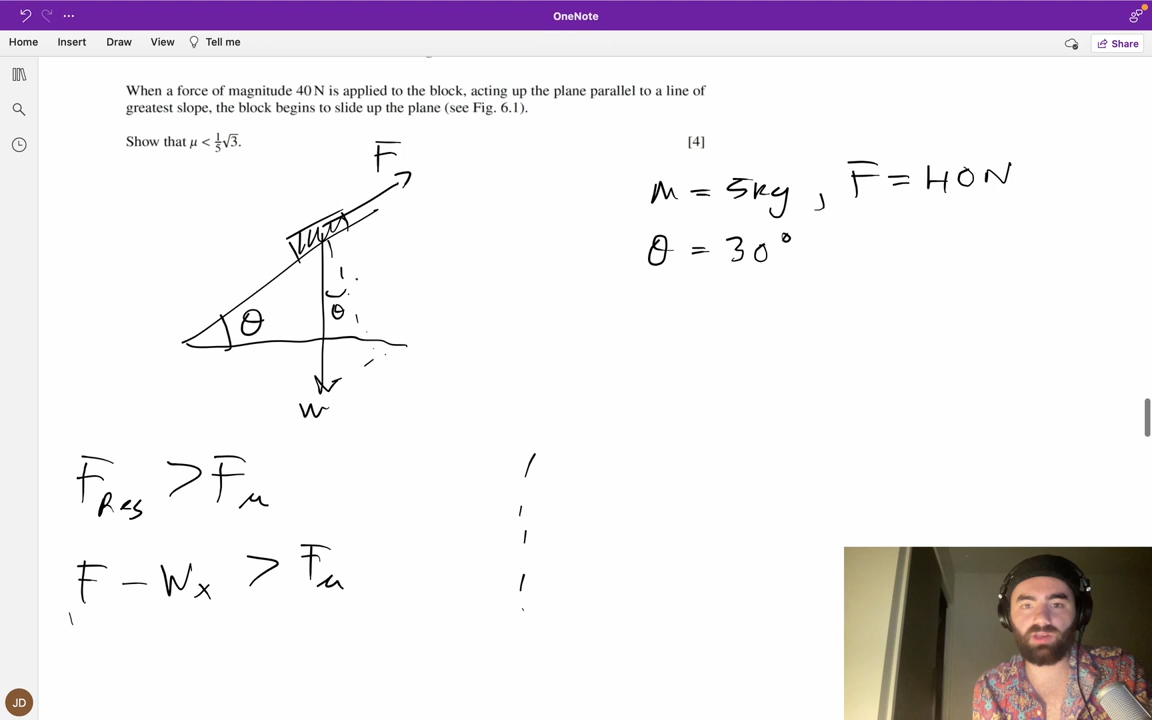 OneNote
Home Insert Draw View Tell me Share
When a force of magnitude 40 N is applied to the block, acting up the plane parallel to a line of
greatest slope, the block begins to slide up the plane (see Fig. 6.1).
Show that μ < 1/5 √3. [4]
F
m = 5kg , F = 40N
θ = 30°
θ
θ
W
F_Res > F_μ
F − W_x > F_μ
JD